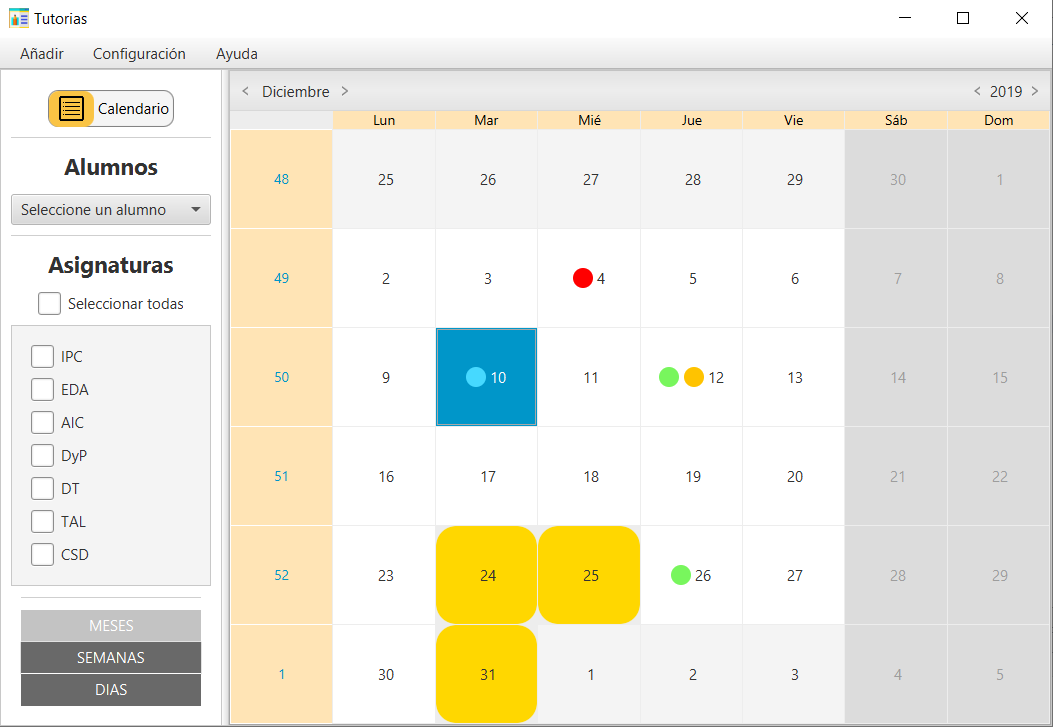 Tutorias
Añadir Configuración Ayuda
Calendario
Alumnos
Seleccione un alumno
Asignaturas
Seleccionar todas
IPC
EDA
AIC
DyP
DT
TAL
CSD
MESES
SEMANAS
DIAS
< Diciembre > < 2019 >
Lun Mar Mié Jue Vie Sáb Dom
48 25 26 27 28 29 30 1
49 2 3 4 5 6 7 8
50 9 10 11 12 13 14 15
51 16 17 18 19 20 21 22
52 23 24 25 26 27 28 29
1 30 31 1 2 3 4 5